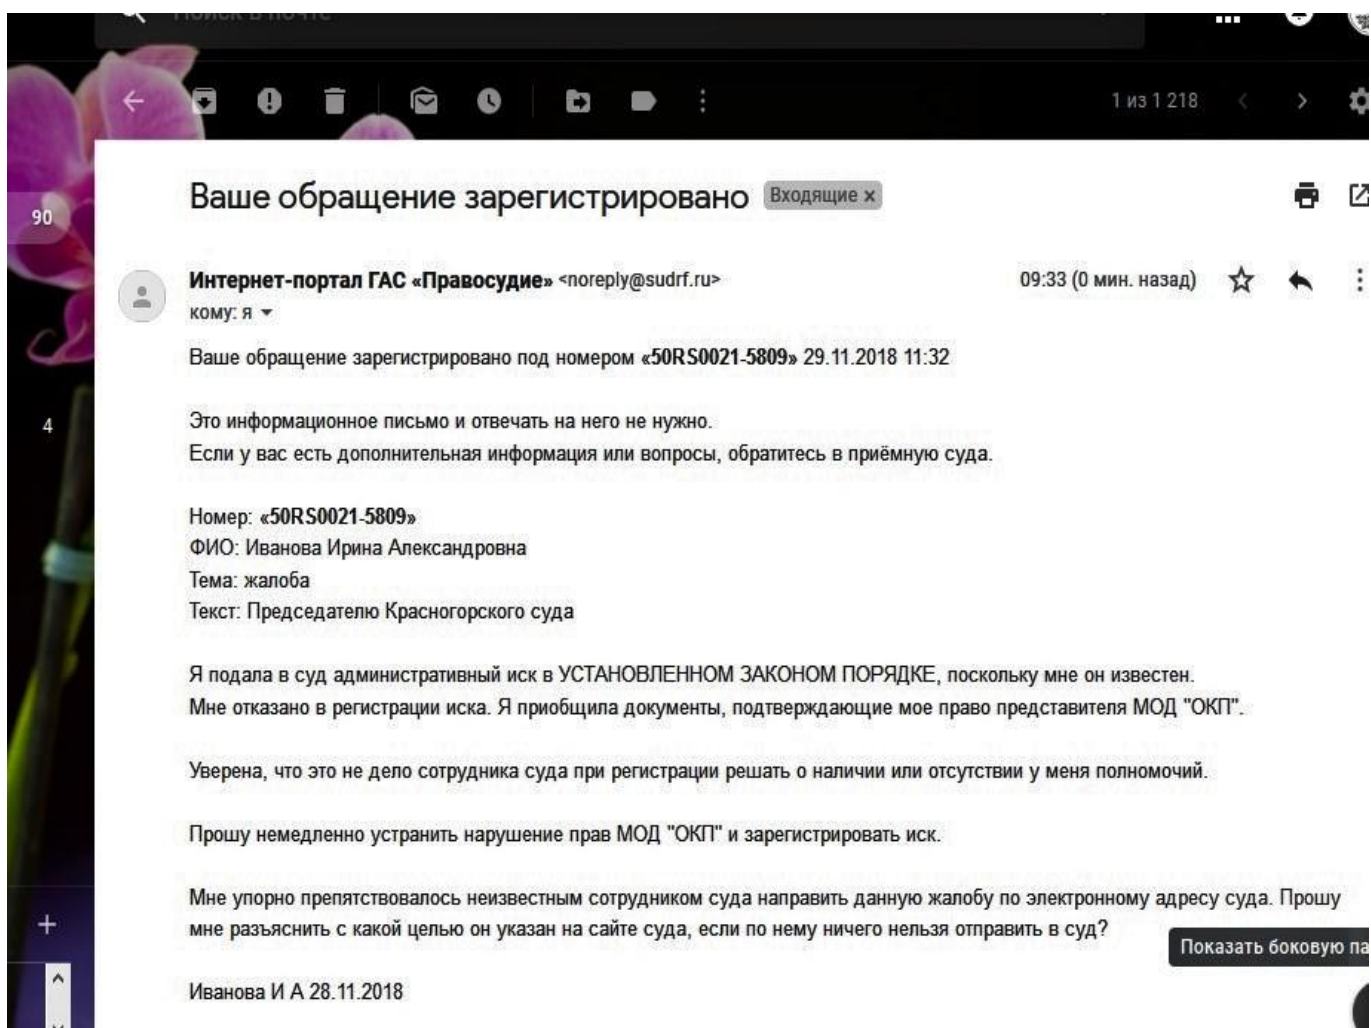 Поиск в почте
1 из 1 218
Ваше обращение зарегистрировано Входящие x
90
Интернет-портал ГАС «Правосудие» <noreply@sudrf.ru> 09:33 (0 мин. назад)
кому: я
Ваше обращение зарегистрировано под номером «50RS0021-5809» 29.11.2018 11:32
4
Это информационное письмо и отвечать на него не нужно.
Если у вас есть дополнительная информация или вопросы, обратитесь в приёмную суда.
Номер: «50RS0021-5809»
ФИО: Иванова Ирина Александровна
Тема: жалоба
Текст: Председателю Красногорского суда
Я подала в суд административный иск в УСТАНОВЛЕННОМ ЗАКОНОМ ПОРЯДКЕ, поскольку мне он известен.
Мне отказано в регистрации иска. Я приобщила документы, подтверждающие мое право представителя МОД "ОКП".
Уверена, что это не дело сотрудника суда при регистрации решать о наличии или отсутствии у меня полномочий.
Прошу немедленно устранить нарушение прав МОД "ОКП" и зарегистрировать иск.
Мне упорно препятствовалось неизвестным сотрудником суда направить данную жалобу по электронному адресу суда. Прошу
мне разъяснить с какой целью он указан на сайте суда, если по нему ничего нельзя отправить в суд?
Показать боковую па
Иванова И А 28.11.2018